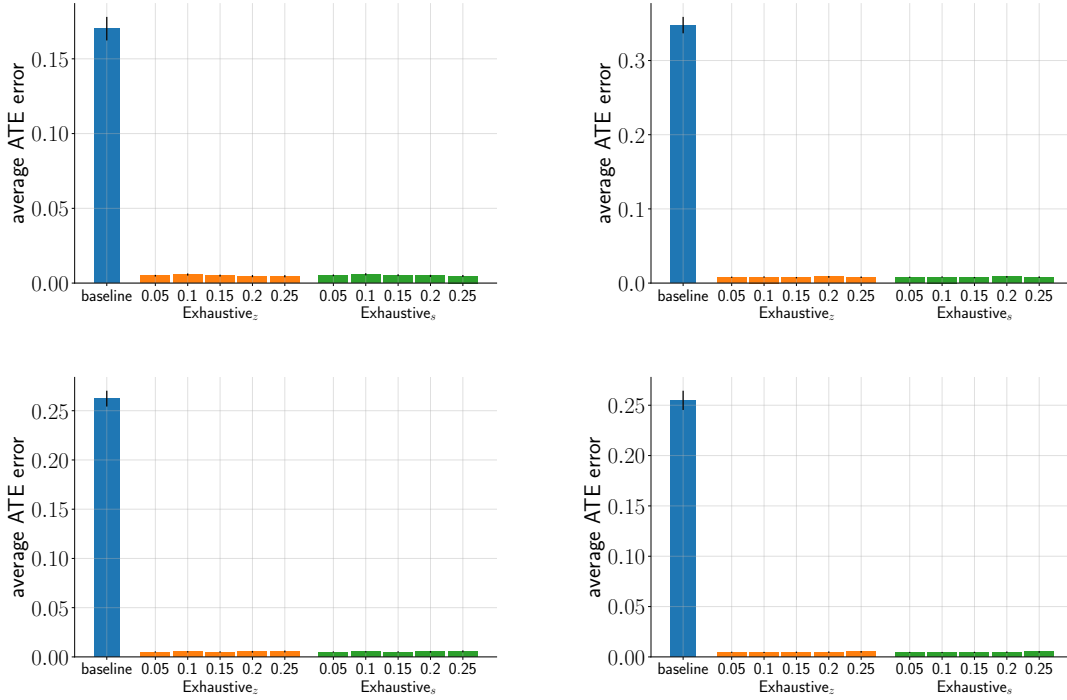 average ATE error
0.15
0.10
0.05
0.00
baseline 0.05 0.1 0.15 0.2 0.25 0.05 0.1 0.15 0.2 0.25
Exhaustive_z Exhaustive_s
average ATE error
0.3
0.2
0.1
0.0
baseline 0.05 0.1 0.15 0.2 0.25 0.05 0.1 0.15 0.2 0.25
Exhaustive_z Exhaustive_s
average ATE error
0.25
0.20
0.15
0.10
0.05
0.00
baseline 0.05 0.1 0.15 0.2 0.25 0.05 0.1 0.15 0.2 0.25
Exhaustive_z Exhaustive_s
average ATE error
0.25
0.20
0.15
0.10
0.05
0.00
baseline 0.05 0.1 0.15 0.2 0.25 0.05 0.1 0.15 0.2 0.25
Exhaustive_z Exhaustive_s